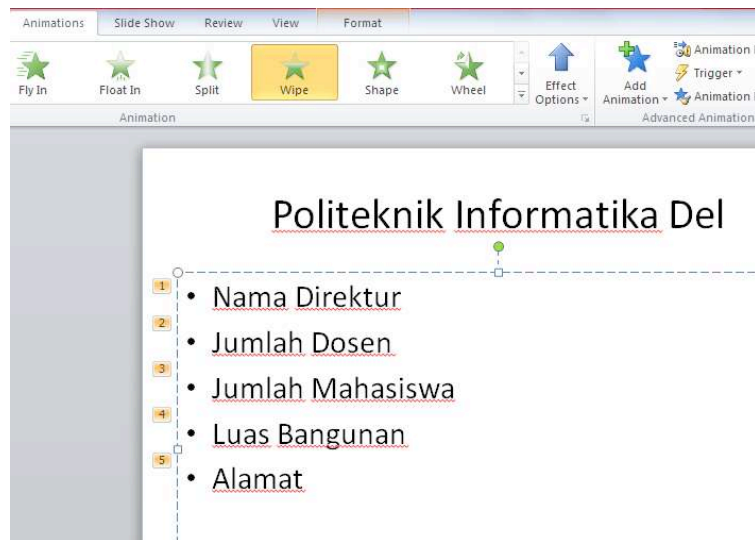 Animations Slide Show Review View Format
Fly In Float In Split Wipe Shape Wheel Effect Options Add Animation Animation
Trigger
Animation
Animation Advanced Animation
Politeknik Informatika Del
1 • Nama Direktur
2 • Jumlah Dosen
3 • Jumlah Mahasiswa
4 • Luas Bangunan
5 • Alamat